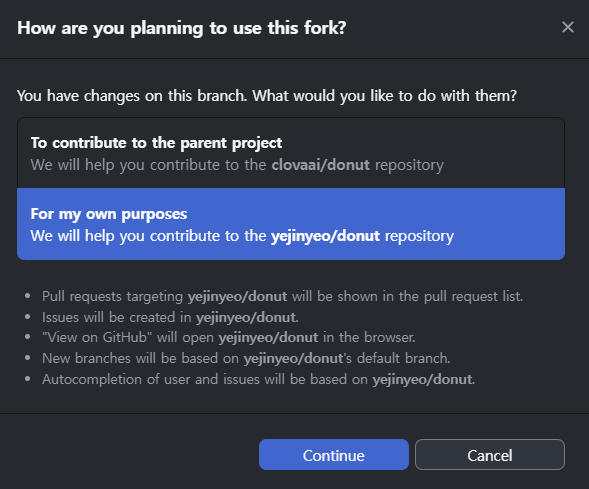 How are you planning to use this fork?
You have changes on this branch. What would you like to do with them?
To contribute to the parent project
We will help you contribute to the clovaai/donut repository
For my own purposes
We will help you contribute to the yejinyeo/donut repository
• Pull requests targeting yejinyeo/donut will be shown in the pull request list.
• Issues will be created in yejinyeo/donut.
• "View on GitHub" will open yejinyeo/donut in the browser.
• New branches will be based on yejinyeo/donut's default branch.
• Autocompletion of user and issues will be based on yejinyeo/donut.
Continue
Cancel